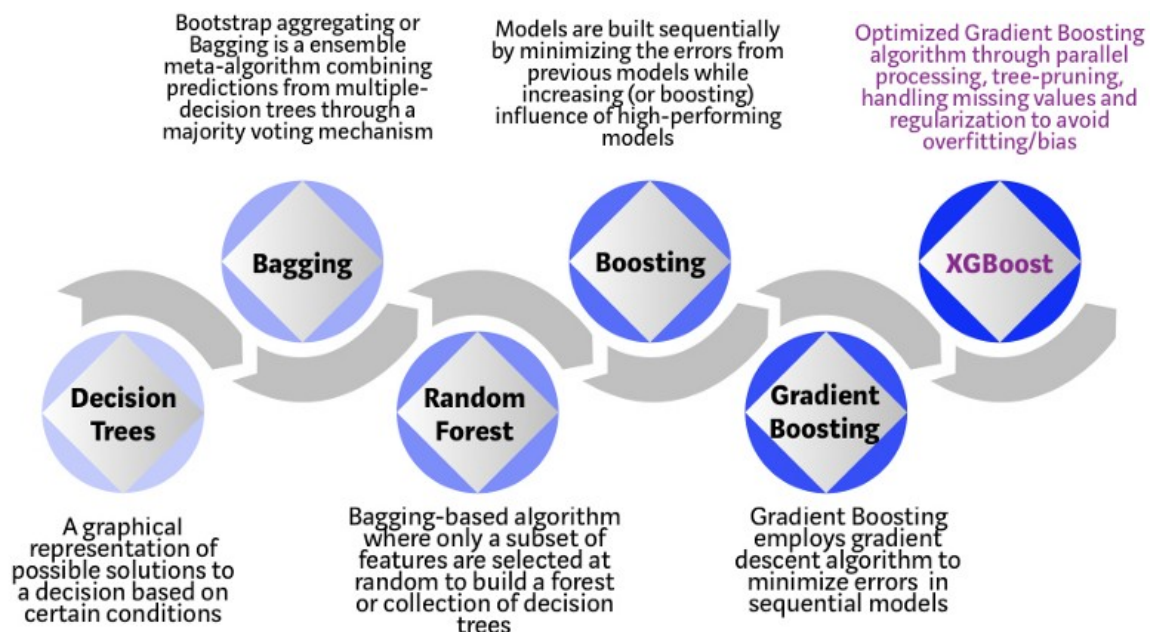 Bootstrap aggregating or
Bagging is a ensemble
meta-algorithm combining
predictions from multiple-
decision trees through a
majority voting mechanism
Models are built sequentially
by minimizing the errors from
previous models while
increasing (or boosting)
influence of high-performing
models
Optimized Gradient Boosting
algorithm through parallel
processing, tree-pruning,
handling missing values and
regularization to avoid
overfitting/bias
Bagging
Boosting
XGBoost
Decision
Trees
Random
Forest
Gradient
Boosting
A graphical
representation of
possible solutions to
a decision based on
certain conditions
Bagging-based algorithm
where only a subset of
features are selected at
random to build a forest
or collection of decision
trees
Gradient Boosting
employs gradient
descent algorithm to
minimize errors in
sequential models